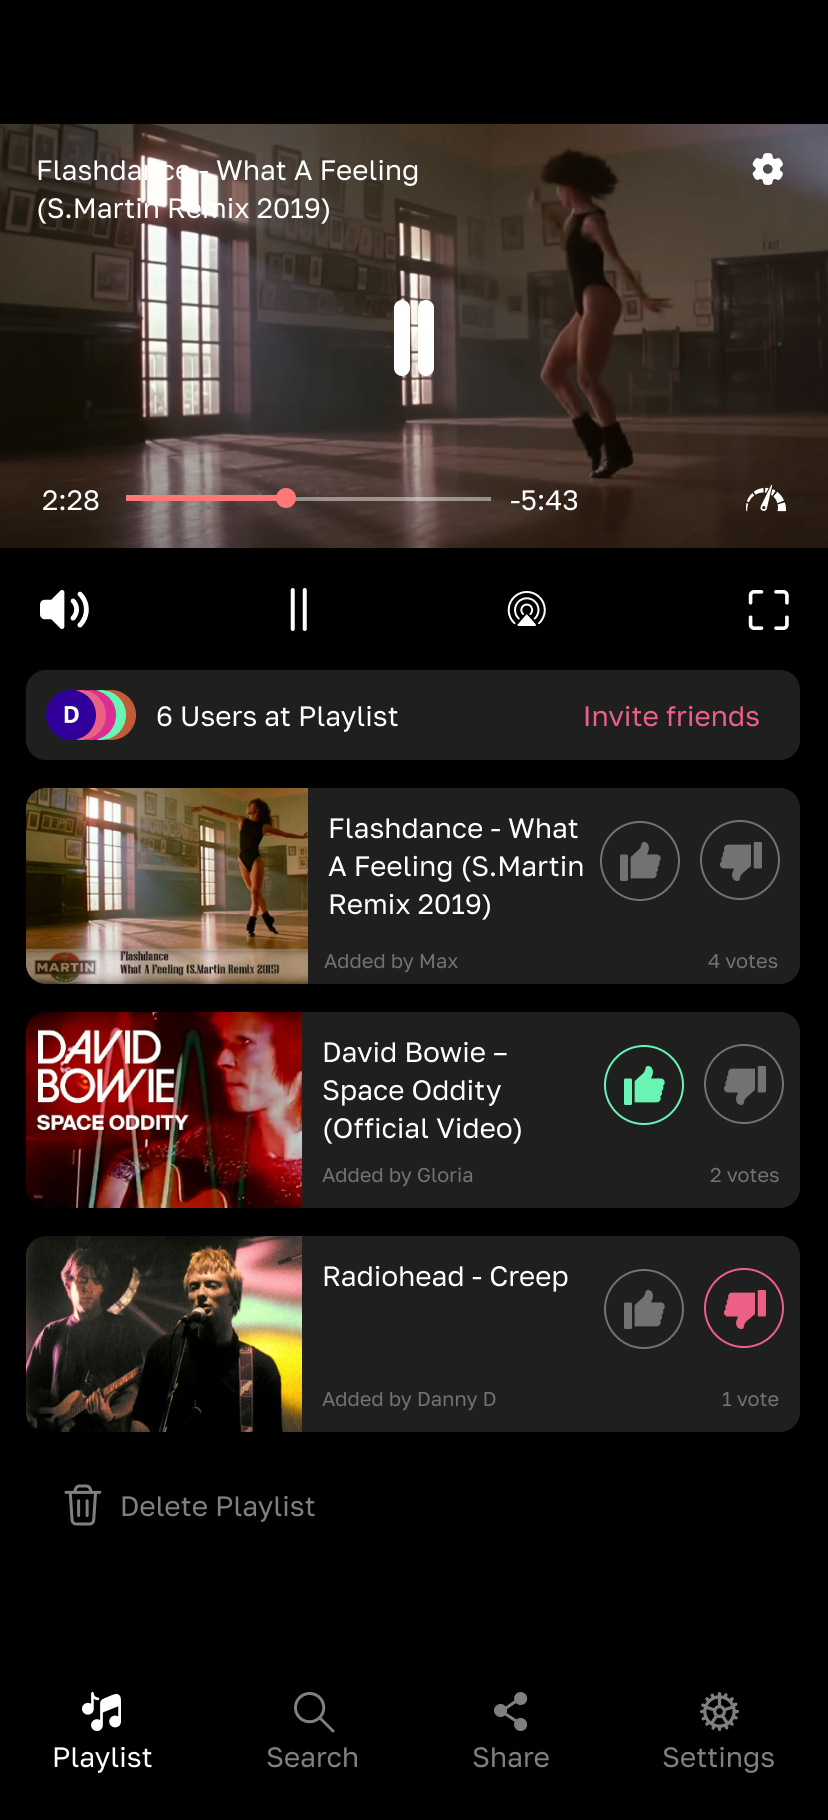 Flashdance - What A Feeling
(S.Martin Remix 2019)
EXIT
2:28
-5:43
D
6 Users at Playlist
Invite friends
Flashdance - What
A Feeling (S.Martin
Remix 2019)
Added by Max
4 votes
MARTIN
Flashdance
What A Feeling (S.Martin Remix 2015)
David Bowie –
Space Oddity
(Official Video)
Added by Gloria
2 votes
DAVID
BOWIE
SPACE ODDITY
Radiohead - Creep
Added by Danny D
1 vote
Delete Playlist
Playlist
Search
Share
Settings